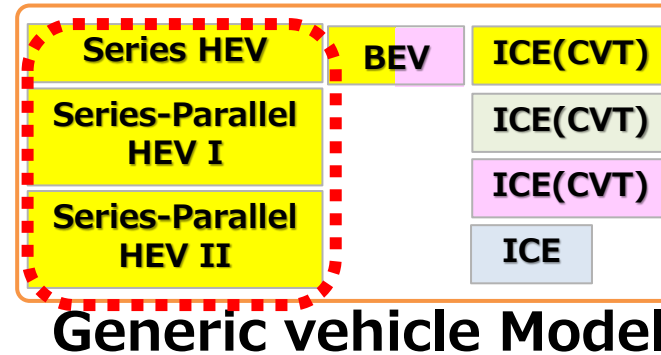 Series HEV
BEV
ICE(CVT)
Series-Parallel
HEV I
ICE(CVT)
ICE(CVT)
Series-Parallel
HEV II
ICE
Generic vehicle Model